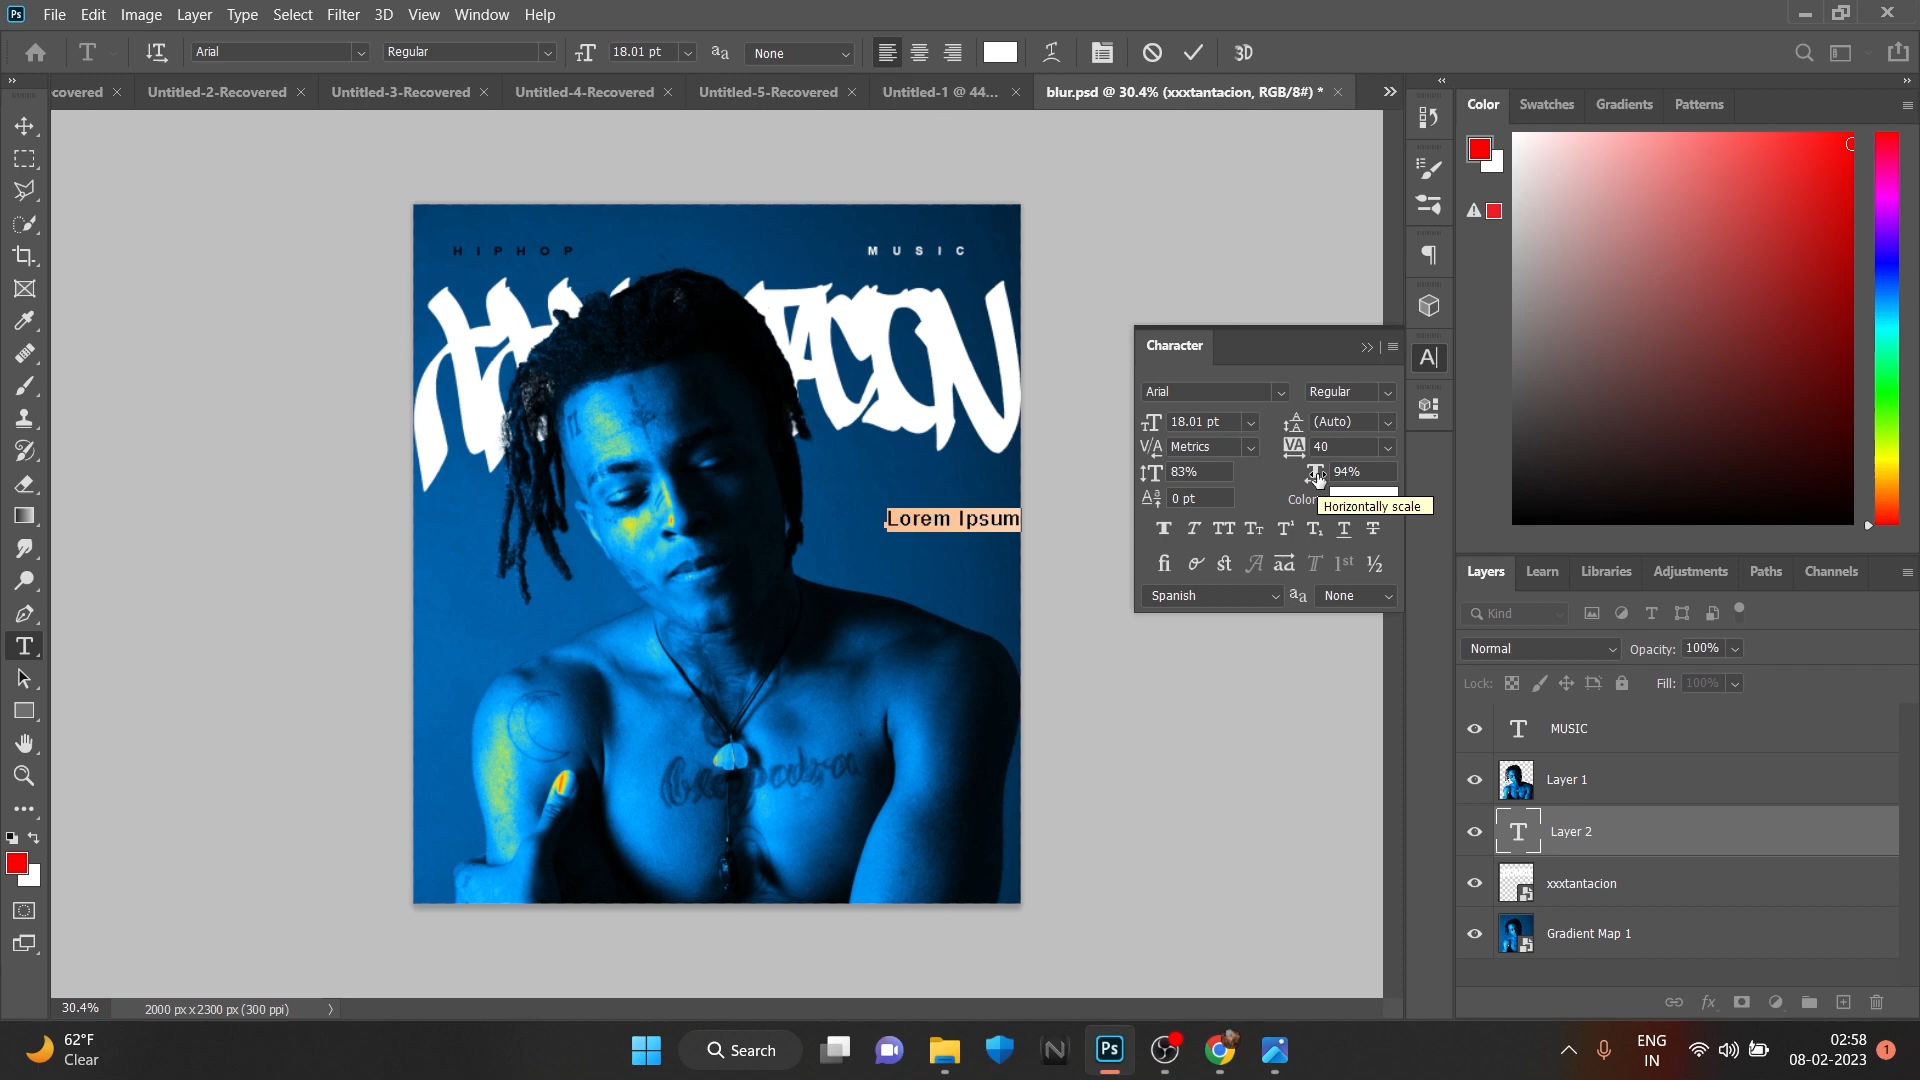 Ps File Edit Image Layer Type Select Filter 3D View Window Help
Arial Regular 18.01 pt None 3D
covered Untitled-2-Recovered Untitled-3-Recovered Untitled-4-Recovered Untitled-5-Recovered Untitled-1 @ 44... blur.psd @ 30.4% (xxxtantacion, RGB/8#) *
Color Swatches Gradients Patterns
HIPHOP MUSIC
Lorem Ipsum
Character
Arial Regular
18.01 pt (Auto)
Metrics 40
83% 94%
0 pt Color
Horizontally scale
Spanish None
Layers Learn Libraries Adjustments Paths Channels
Kind
Normal Opacity: 100%
Lock: Fill: 100%
MUSIC
Layer 1
Layer 2
xxxtantacion
Gradient Map 1
30.4% 2000 px x 2300 px (300 ppi)
62°F
Clear
Search
Ps
ENG
IN
02:58
08-02-2023
1